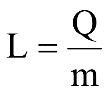 L = Q/m